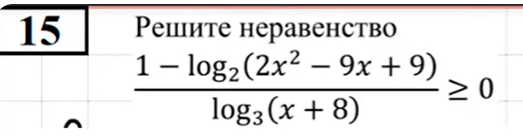 15
Решите неравенство
1 − log₂(2x² − 9x + 9)
log₃(x + 8)
≥ 0